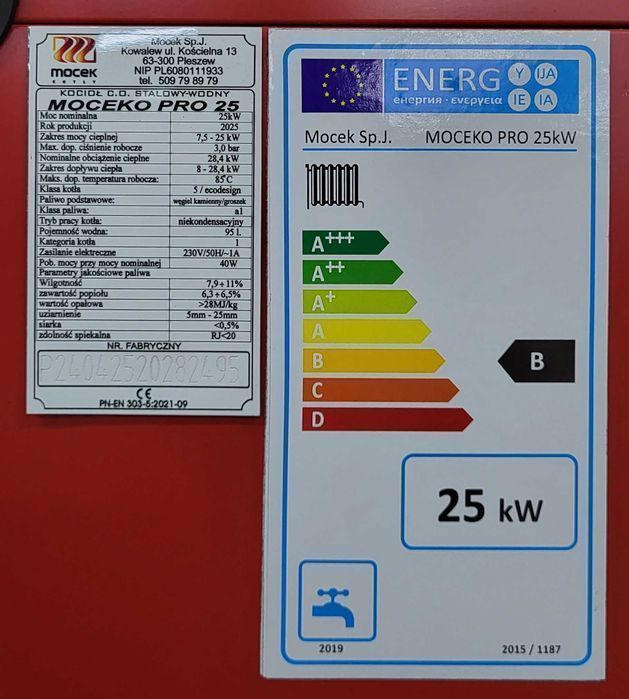 mocek
KOTŁY
Mocek Sp.J.
Kowalew ul. Kościelna 13
63-300 Pleszew
NIP PL6080111933
tel. 509 79 89 79
KOCIOŁ C.O. STALOWY-WODNY
MOCEKO PRO 25
Moc nominalna 25kW
Rok produkcji 2025
Zakres mocy cieplnej 7,5 - 25 kW
Max. dop. ciśnienie robocze 3,0 bar
Nominalne obciążenie cieplne 28,4 kW
Zakres dopływu ciepła 8 - 28,4 kW
Maks. dop. temperatura robocza: 85°C
Klasa kotła 5 / ecodesign
Paliwo podstawowe: węgiel kamienny/groszek
Klasa paliwa: a1
Tryb pracy kotła: niekondensacyjny
Pojemność wodna: 95 l.
Kategoria kotła 1
Zasilanie elektreczne 230V/50H/~1A
Pob. mocy przy mocy nominalnej 40W
Parametry jakościowe paliwa
Wilgotność 7,9÷11%
zawartość popiołu 6,3÷6,5%
wartość opałowa >28MJ/kg
uziarnienie 5mm - 25mm
siarka <0,5%
zdolność spiekalna RJ<20
NR. FABRYCZNY
P24042520282495
CE
PN-EN 303-5:2021-09
ENERG
Y IJA
IE IA
енергия · ενεργεια
Mocek Sp.J. MOCEKO PRO 25kW
A+++
A++
A+
A
B
C
D
B
25 kW
2019
2015 / 1187